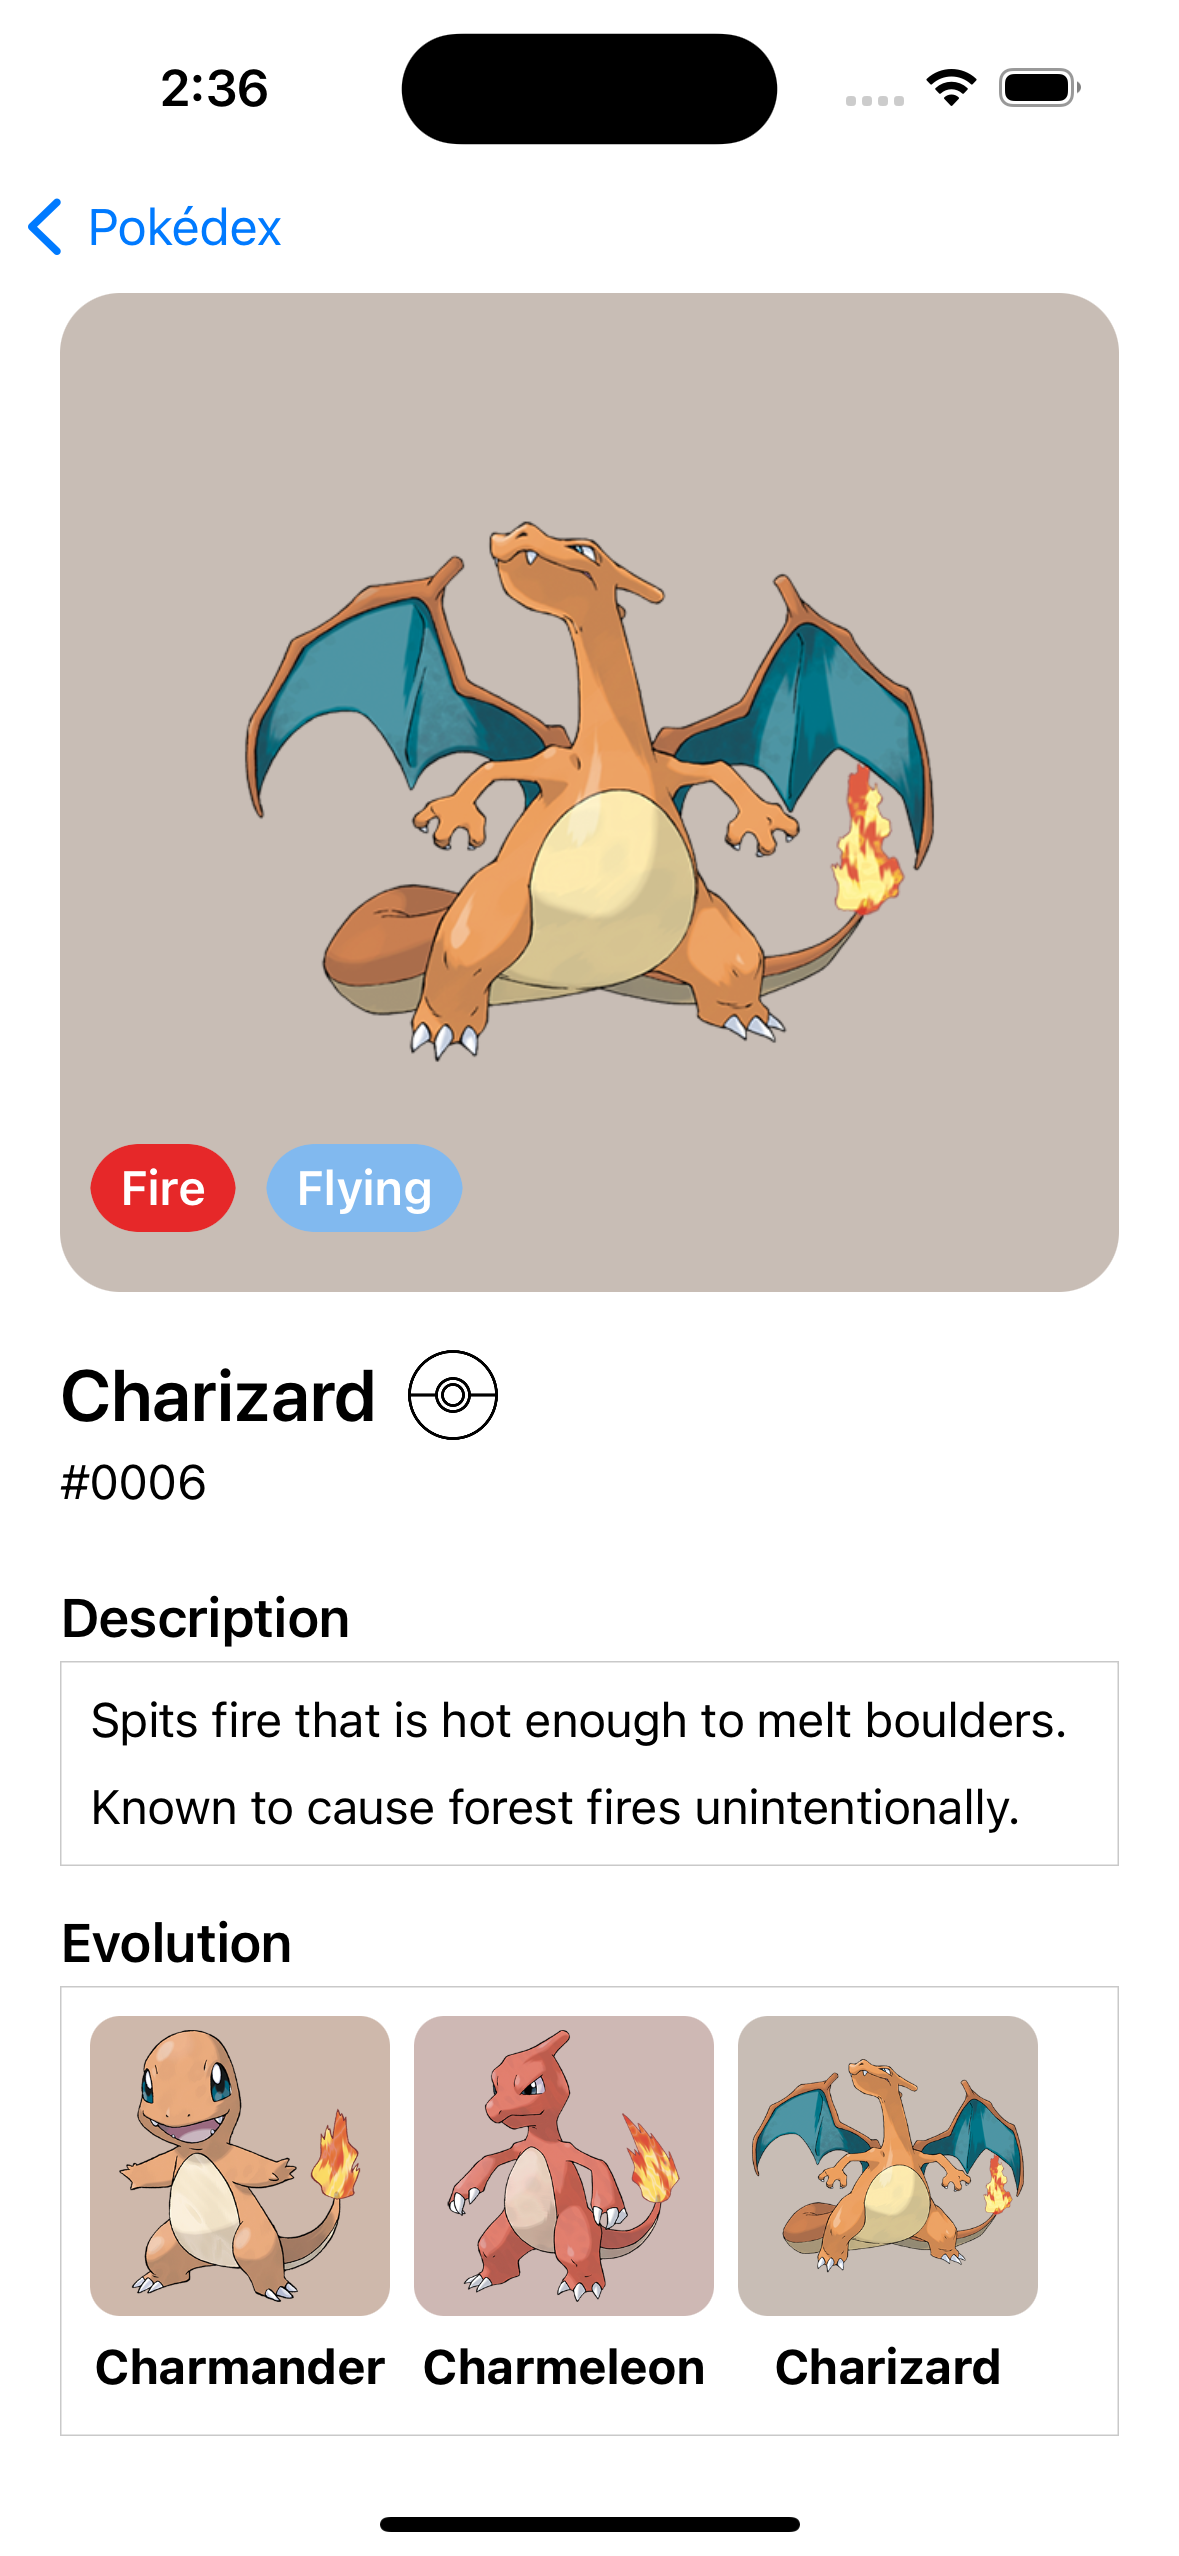 2:36
Pokédex
Fire Flying
Charizard
#0006
Description
Spits fire that is hot enough to melt boulders.
Known to cause forest fires unintentionally.
Evolution
Charmander Charmeleon Charizard